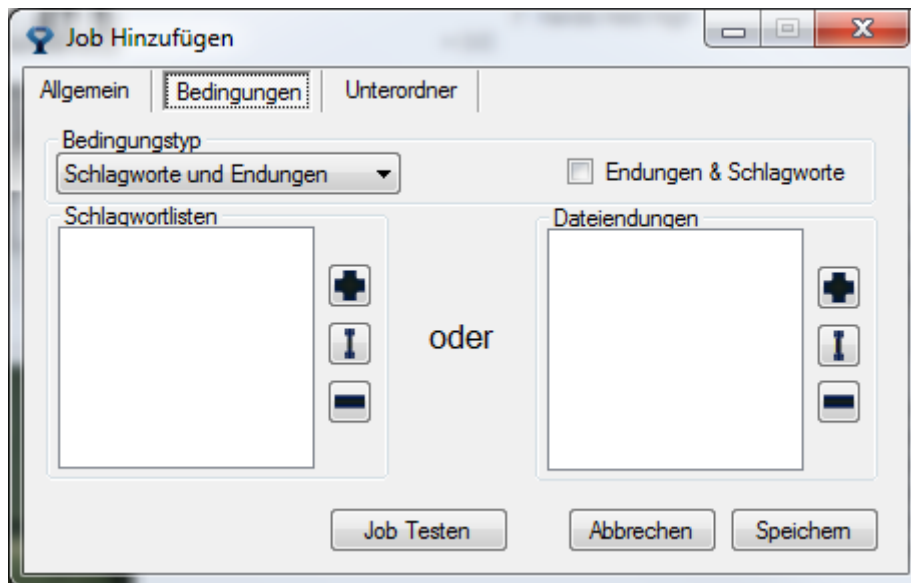 Job Hinzufügen
Allgemein Bedingungen Unterordner
Bedingungstyp
Schlagworte und Endungen Endungen & Schlagworte
Schlagwortlisten Dateiendungen
oder
Job Testen Abbrechen Speichern